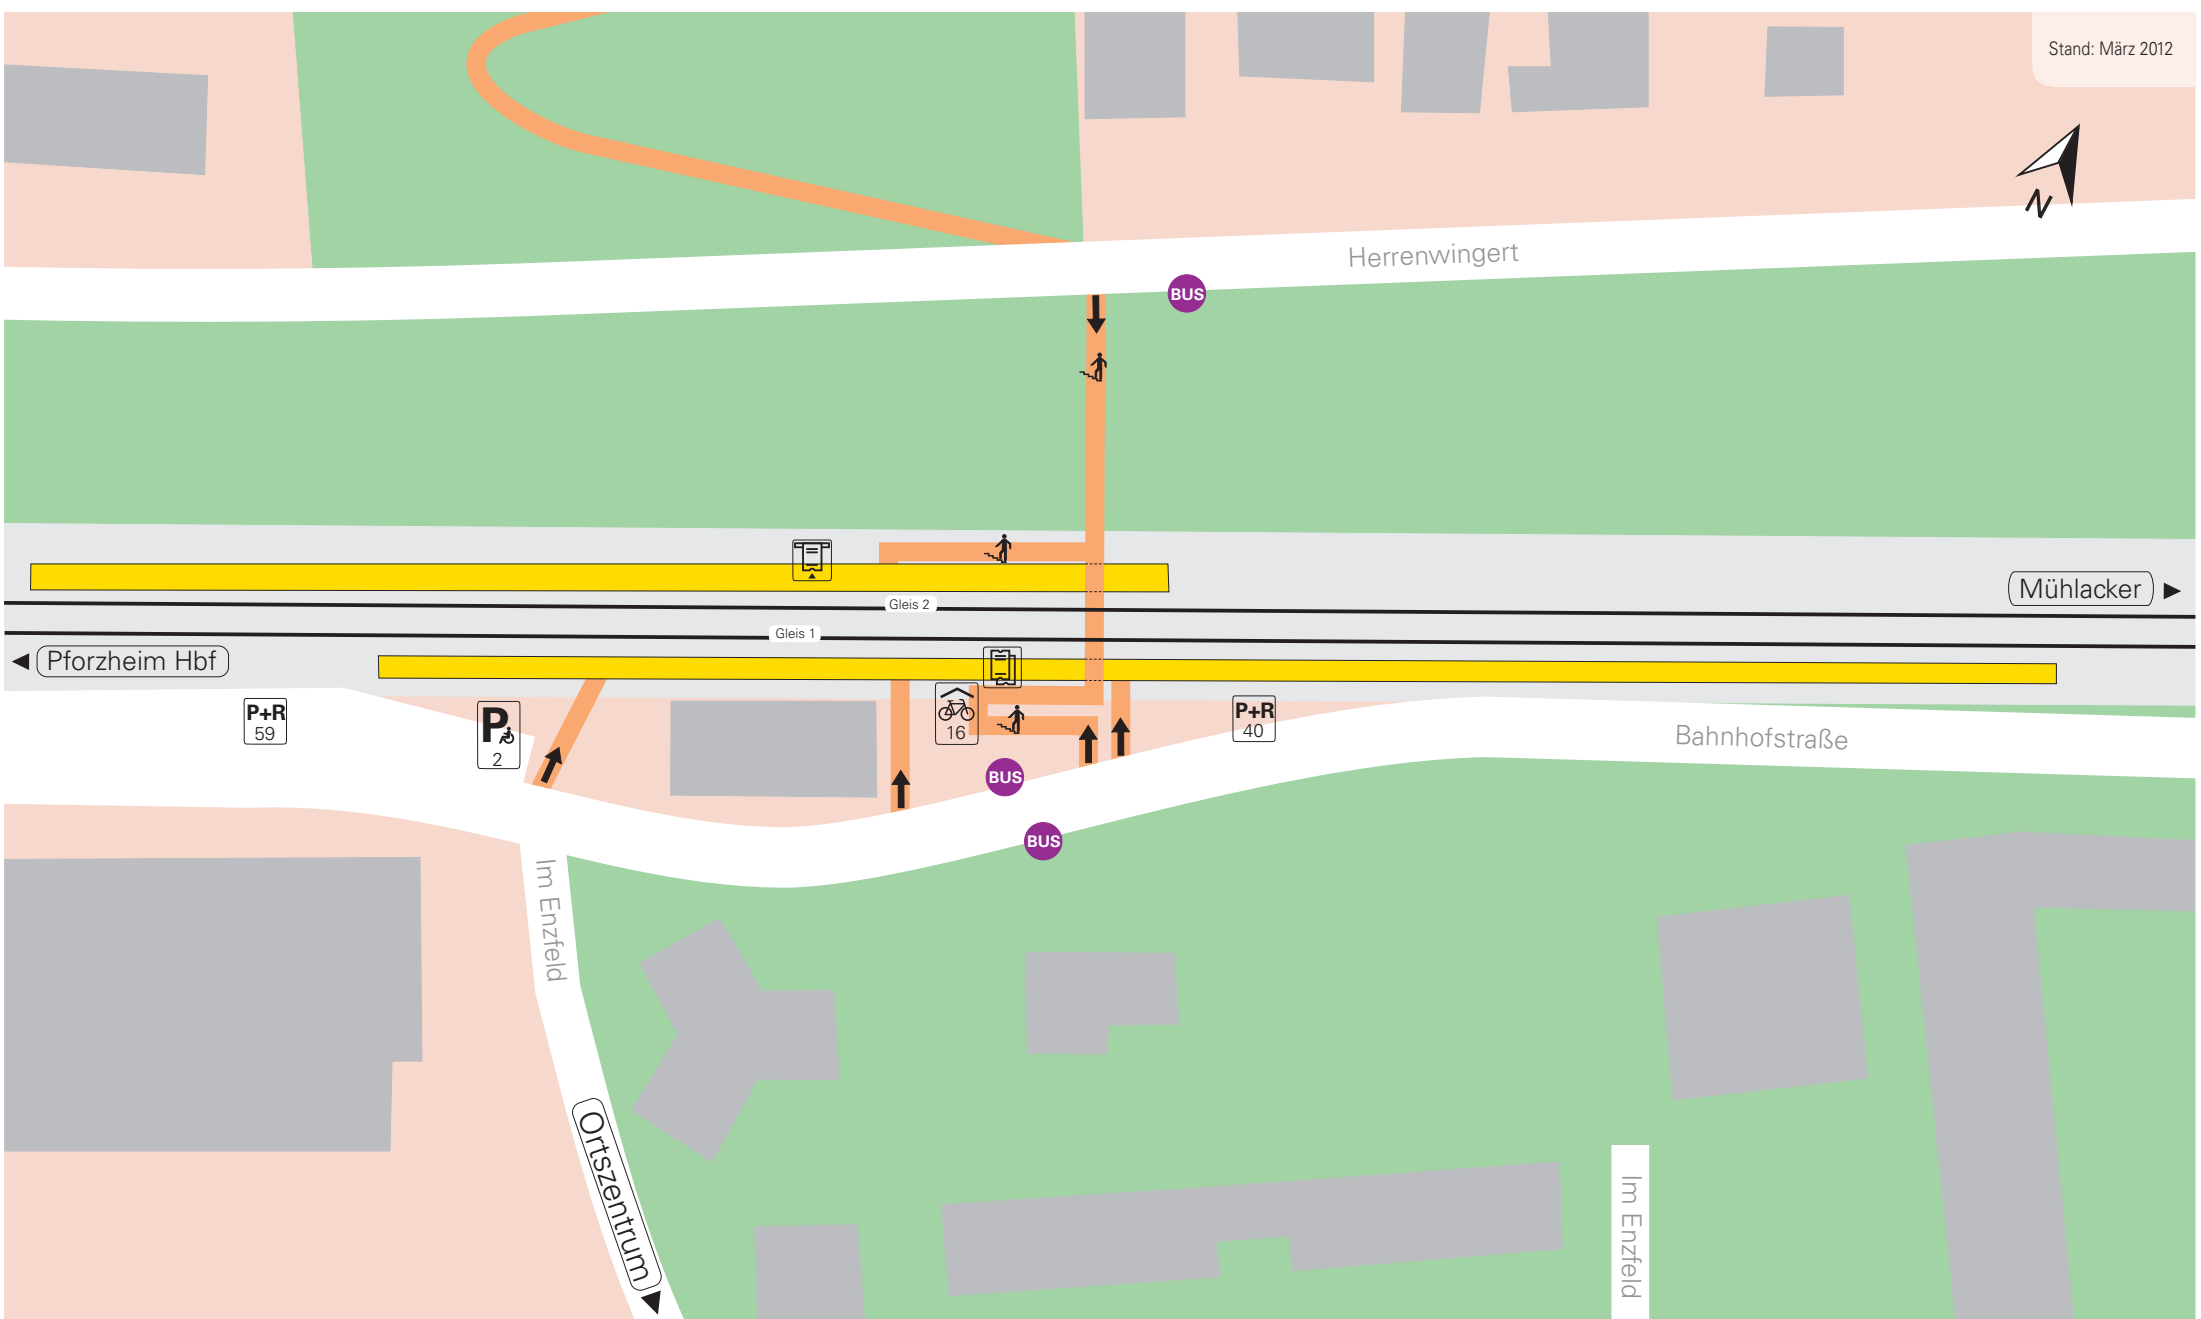 Stand: März 2012
N
Herrenwingert
BUS
Mühlacker
Gleis 2
Gleis 1
Pforzheim Hbf
P+R
59
P
2
16
P+R
40
Bahnhofstraße
BUS
BUS
Im Enzfeld
Ortszentrum
Im Enzfeld